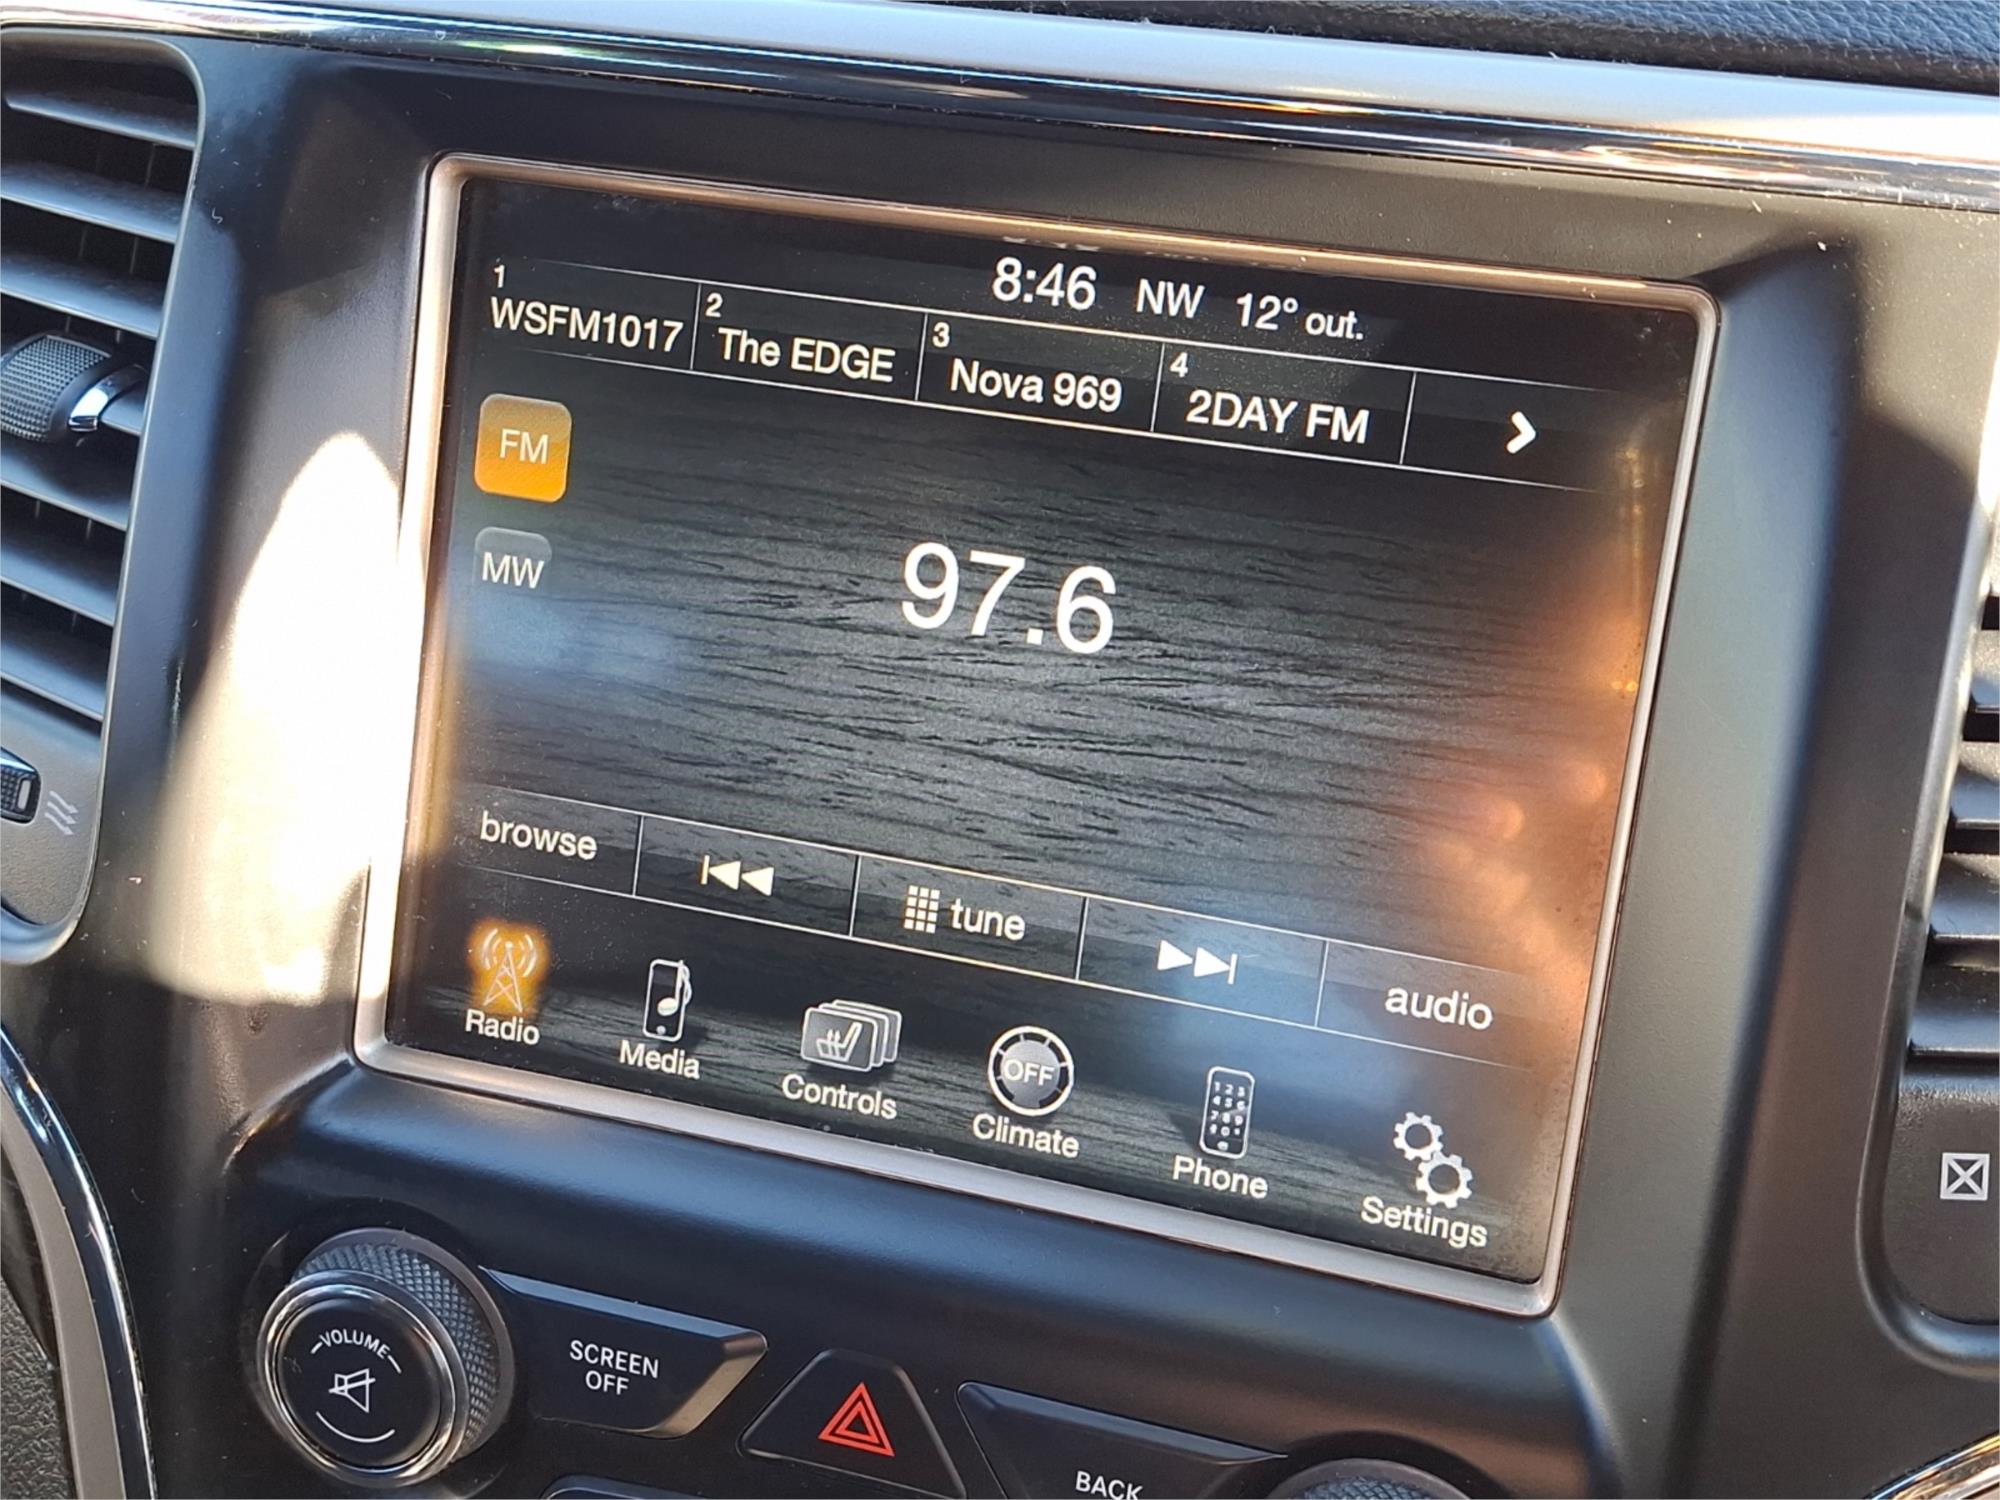 8:46 NW 12° out.
1 2 3 4
WSFM1017 The EDGE Nova 969 2DAY FM
FM
MW
97.6
browse tune audio
OFF
Radio Media Controls Climate Phone Settings
VOLUME
SCREEN
OFF
BACK